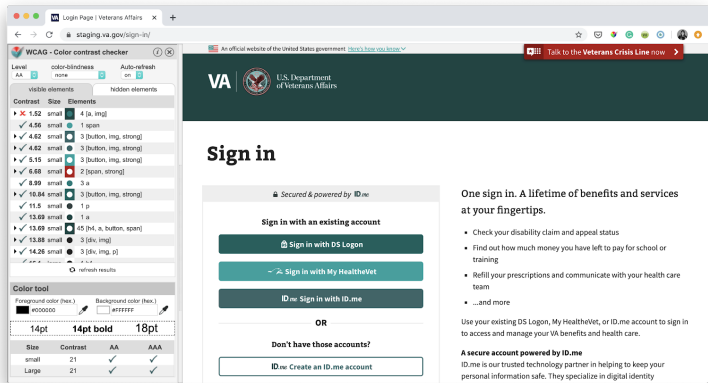 Login Page | Veterans Affairs
staging.va.gov/sign-in/
WCAG - Color contrast checker
Level
color-blindness
Auto-refresh
AA
none
on
visible elements
hidden elements
Contrast Size Elements
1.52 small 4 [a, img]
4.56 small 1 span
4.62 small 3 [button, img, strong]
4.62 small 3 [button, img, strong]
5.15 small 3 [button, img, strong]
6.68 small 2 [span, strong]
8.99 small 3 a
10.84 small 3 [button, img, strong]
11.5 small 1 p
13.69 small 1 a
13.69 small 45 [h4, a, button, span]
13.88 small 3 [div, img]
14.26 small 3 [div, img, p]
refresh results
Color tool
Foreground color (hex.)
Background color (hex.)
#000000
#FFFFFF
14pt 14pt bold 18pt
Size Contrast AA AAA
small 21
Large 21
An official website of the United States government Here's how you know
Talk to the Veterans Crisis Line now
VA
U.S. Department
of Veterans Affairs
Sign in
Secured & powered by ID.me
Sign in with an existing account
Sign in with DS Logon
Sign in with My HealtheVet
ID.me Sign in with ID.me
OR
Don't have those accounts?
ID.me Create an ID.me account
One sign in. A lifetime of benefits and services
at your fingertips.
Check your disability claim and appeal status
Find out how much money you have left to pay for school or
training
Refill your prescriptions and communicate with your health care
team
...and more
Use your existing DS Logon, My HealtheVet, or ID.me account to sign in
to access and manage your VA benefits and health care.
A secure account powered by ID.me
ID.me is our trusted technology partner in helping to keep your
personal information safe. They specialize in digital identity